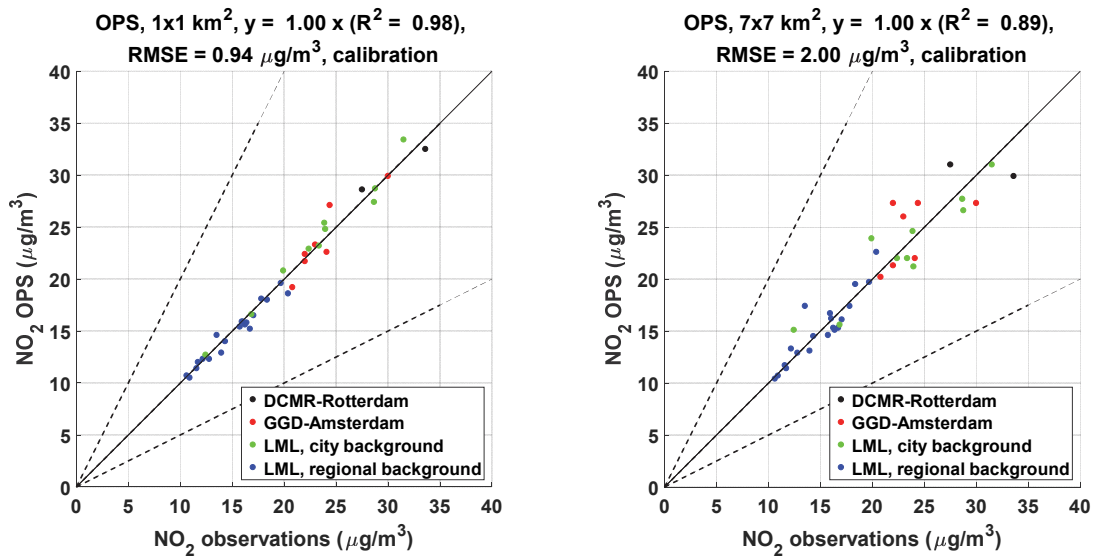 OPS, 1x1 km², y = 1.00 x (R² = 0.98),
RMSE = 0.94 μg/m³, calibration
40
35
30
25
20
15
10
5
0
NO₂ OPS (μg/m³)
DCMR-Rotterdam
GGD-Amsterdam
LML, city background
LML, regional background
0 5 10 15 20 25 30 35 40
NO₂ observations (μg/m³)
OPS, 7x7 km², y = 1.00 x (R² = 0.89),
RMSE = 2.00 μg/m³, calibration
40
35
30
25
20
15
10
5
0
NO₂ OPS (μg/m³)
DCMR-Rotterdam
GGD-Amsterdam
LML, city background
LML, regional background
0 5 10 15 20 25 30 35 40
NO₂ observations (μg/m³)